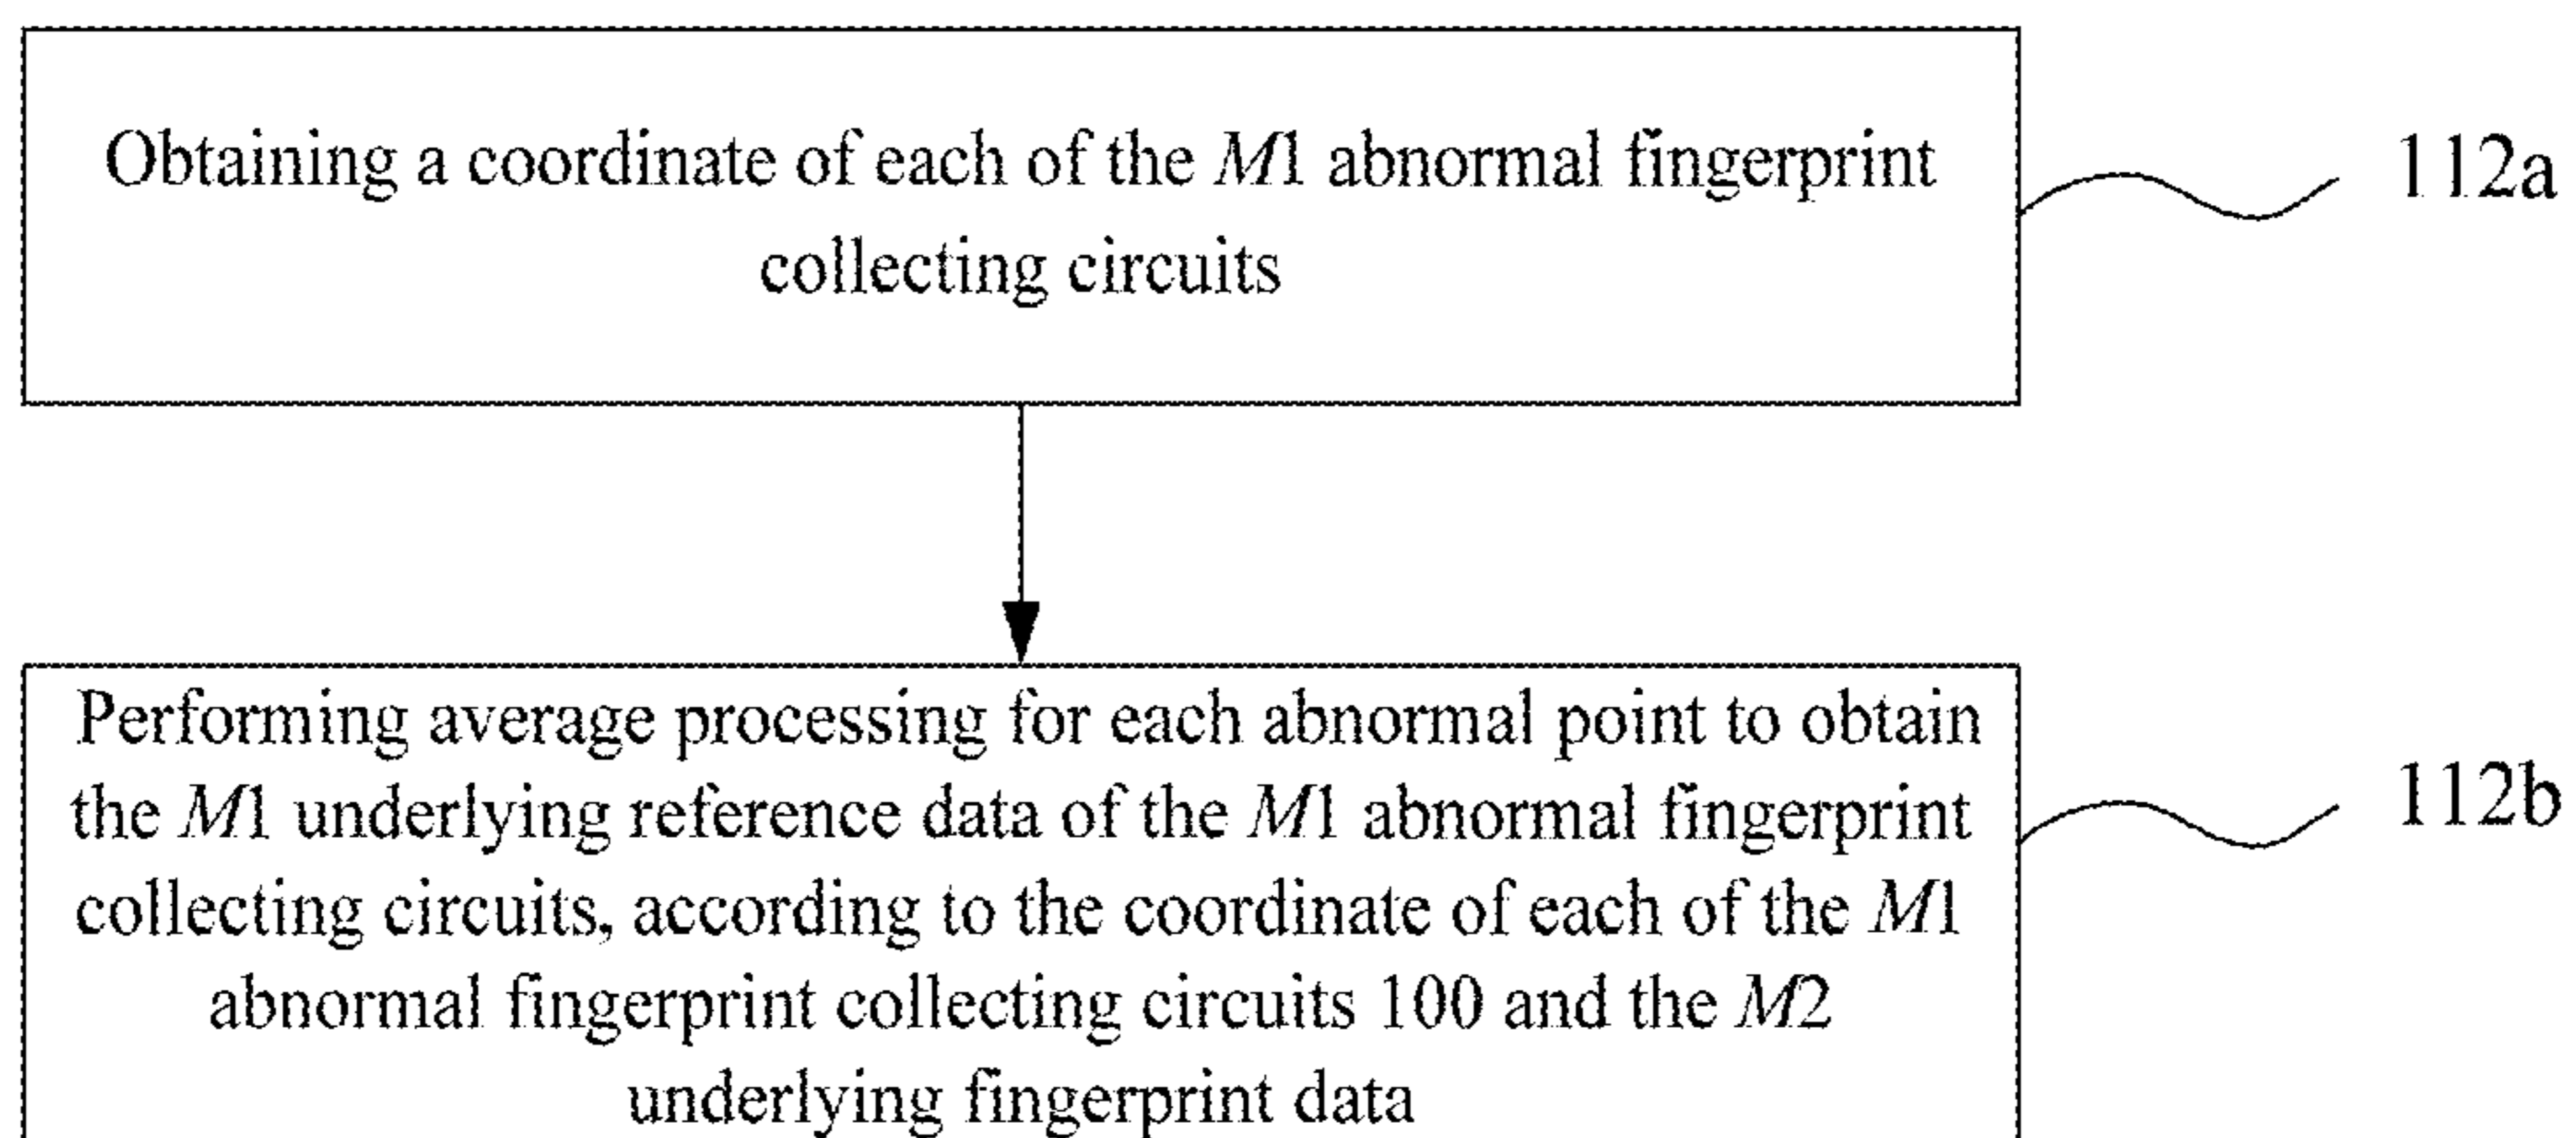 Obtaining a coordinate of each of the M1 abnormal fingerprint
collecting circuits
112a
Performing average processing for each abnormal point to obtain
the M1 underlying reference data of the M1 abnormal fingerprint
collecting circuits, according to the coordinate of each of the M1
abnormal fingerprint collecting circuits 100 and the M2
underlying fingerprint data
112b